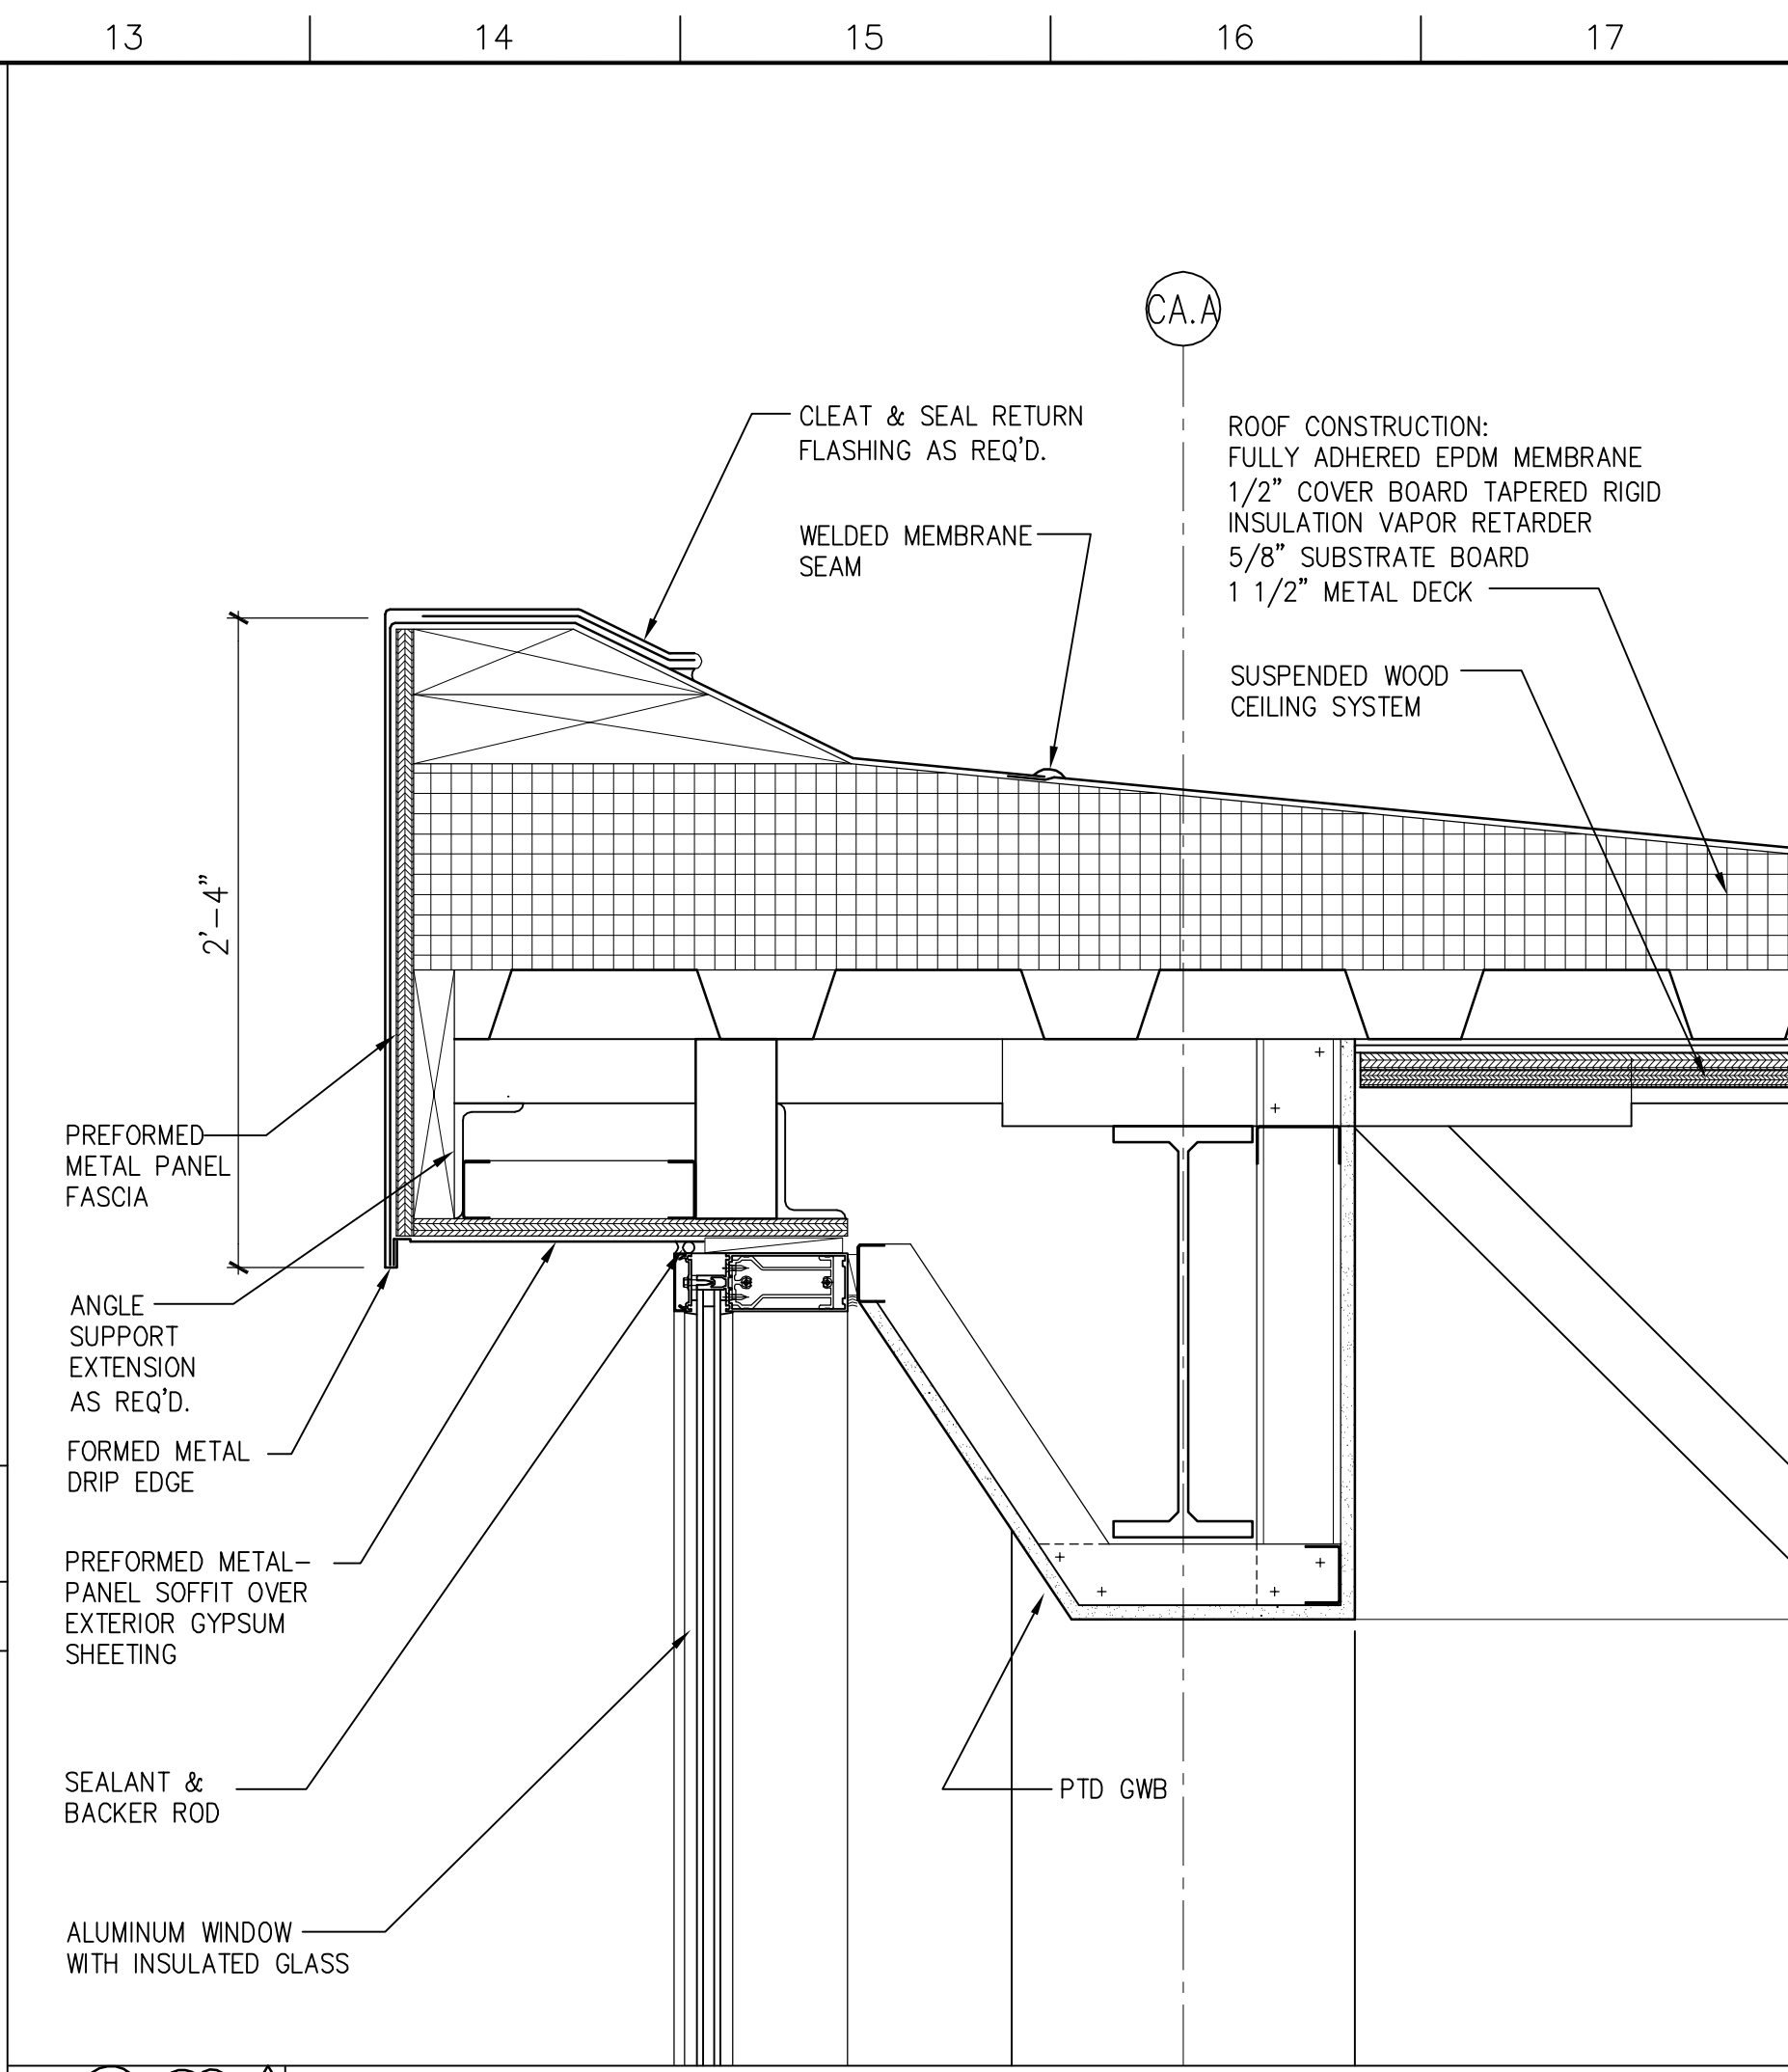 13 14 15 16 17
CA.A
CLEAT & SEAL RETURN
FLASHING AS REQ'D.
WELDED MEMBRANE
SEAM
ROOF CONSTRUCTION:
FULLY ADHERED EPDM MEMBRANE
1/2" COVER BOARD TAPERED RIGID
INSULATION VAPOR RETARDER
5/8" SUBSTRATE BOARD
1 1/2" METAL DECK
SUSPENDED WOOD
CEILING SYSTEM
2'-4"
PREFORMED
METAL PANEL
FASCIA
ANGLE
SUPPORT
EXTENSION
AS REQ'D.
FORMED METAL
DRIP EDGE
PREFORMED METAL-
PANEL SOFFIT OVER
EXTERIOR GYPSUM
SHEETING
SEALANT &
BACKER ROD
PTD GWB
ALUMINUM WINDOW
WITH INSULATED GLASS